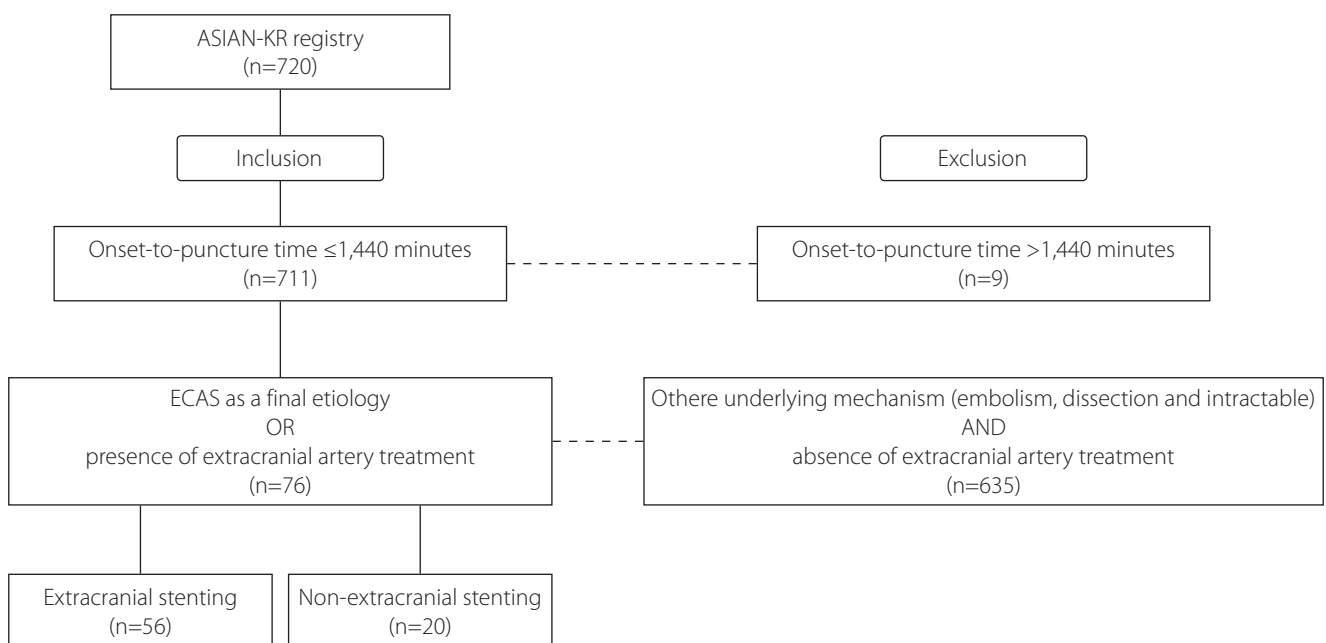 ASIAN-KR registry
(n=720)
Inclusion
Exclusion
Onset-to-puncture time ≤1,440 minutes
(n=711)
Onset-to-puncture time >1,440 minutes
(n=9)
ECAS as a final etiology
OR
presence of extracranial artery treatment
(n=76)
Othere underlying mechanism (embolism, dissection and intractable)
AND
absence of extracranial artery treatment
(n=635)
Extracranial stenting
(n=56)
Non-extracranial stenting
(n=20)